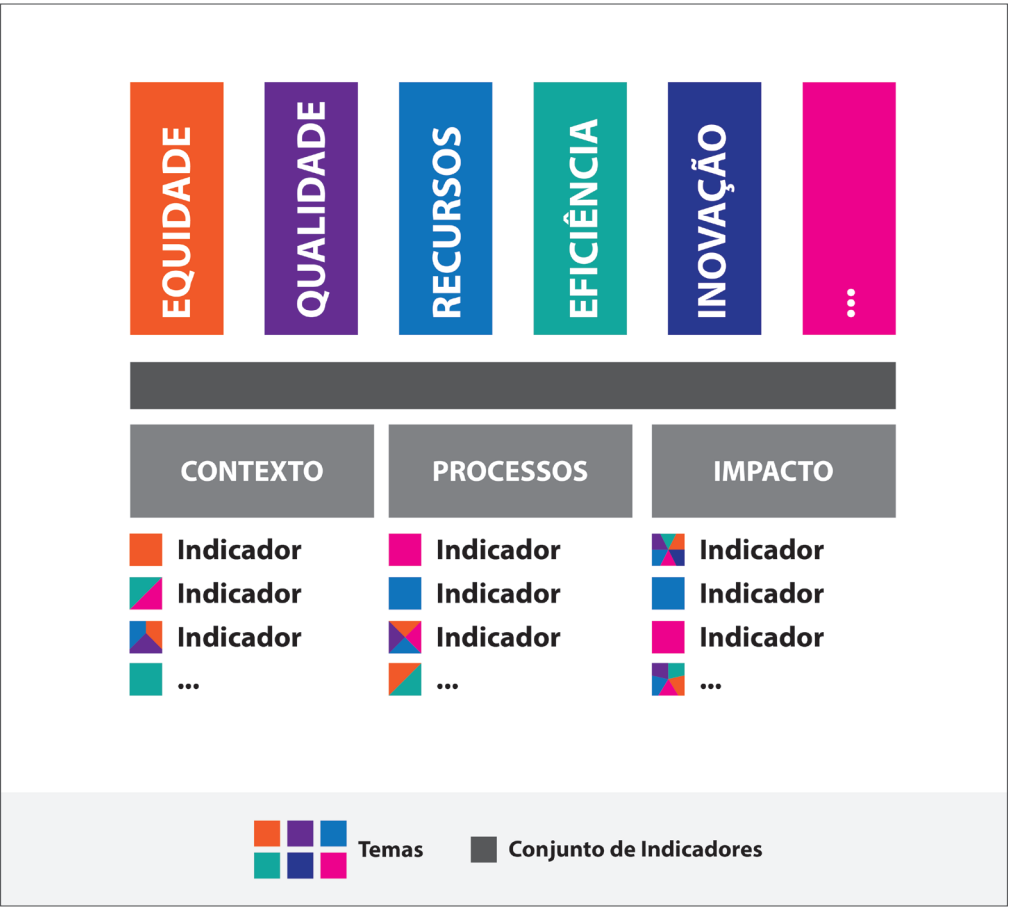 EQUIDADE
QUALIDADE
RECURSOS
EFICIÊNCIA
INOVAÇÃO
...
CONTEXTO
PROCESSOS
IMPACTO
Indicador
Indicador
Indicador
...
Indicador
Indicador
Indicador
...
Indicador
Indicador
Indicador
...
Temas
Conjunto de Indicadores